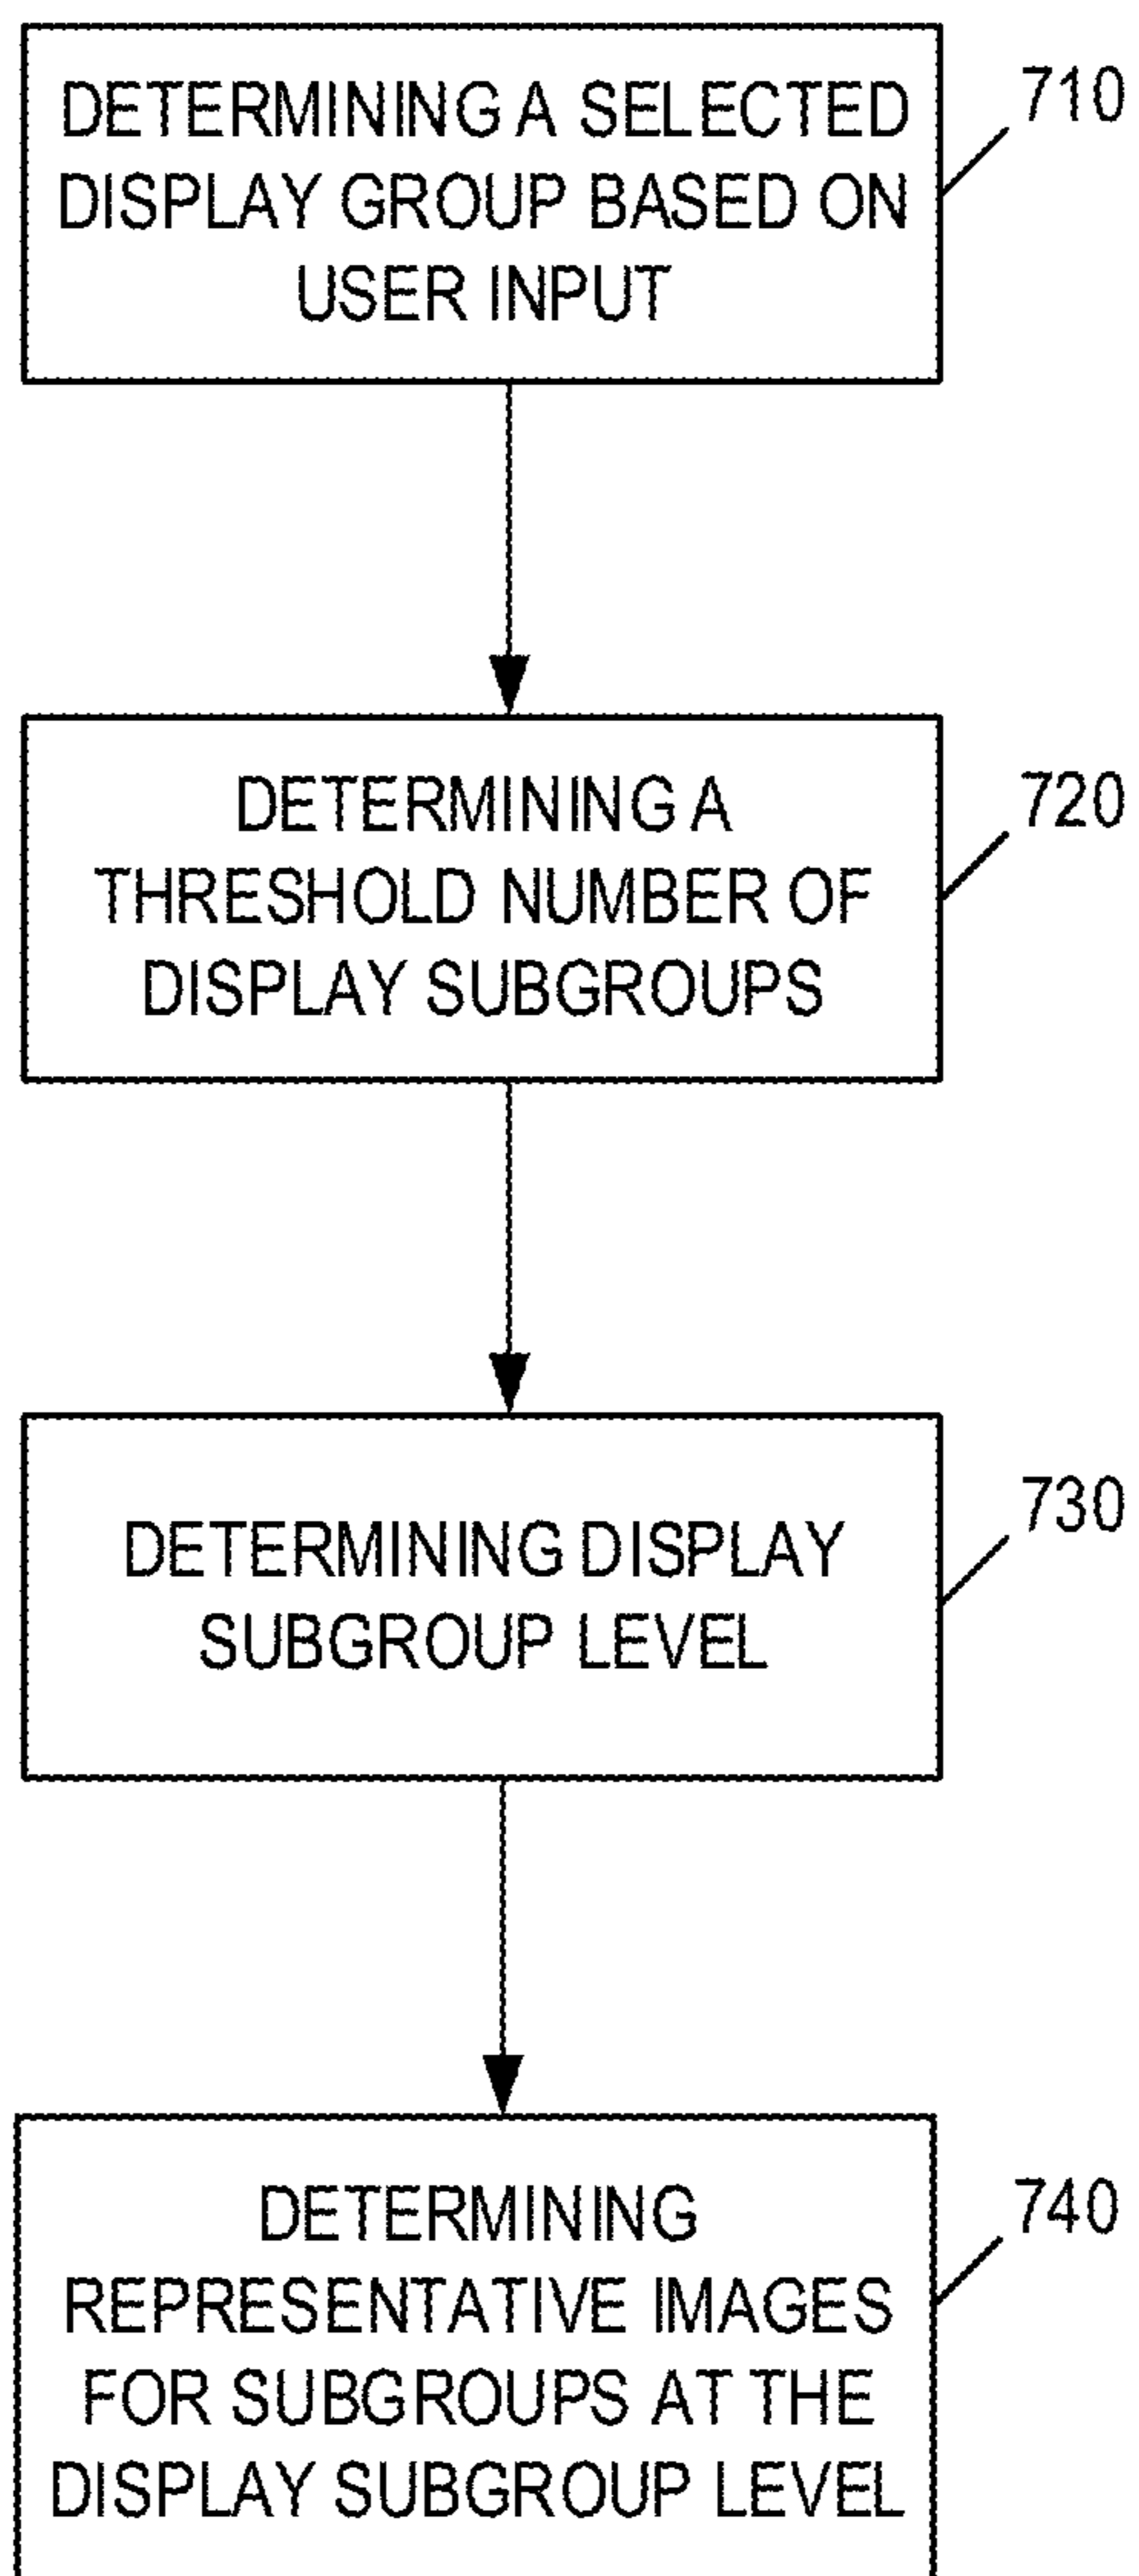 DETERMINING A SELECTED
DISPLAY GROUP BASED ON
USER INPUT
710
DETERMINING A
THRESHOLD NUMBER OF
DISPLAY SUBGROUPS
720
DETERMINING DISPLAY
SUBGROUP LEVEL
730
DETERMINING
REPRESENTATIVE IMAGES
FOR SUBGROUPS AT THE
DISPLAY SUBGROUP LEVEL
740